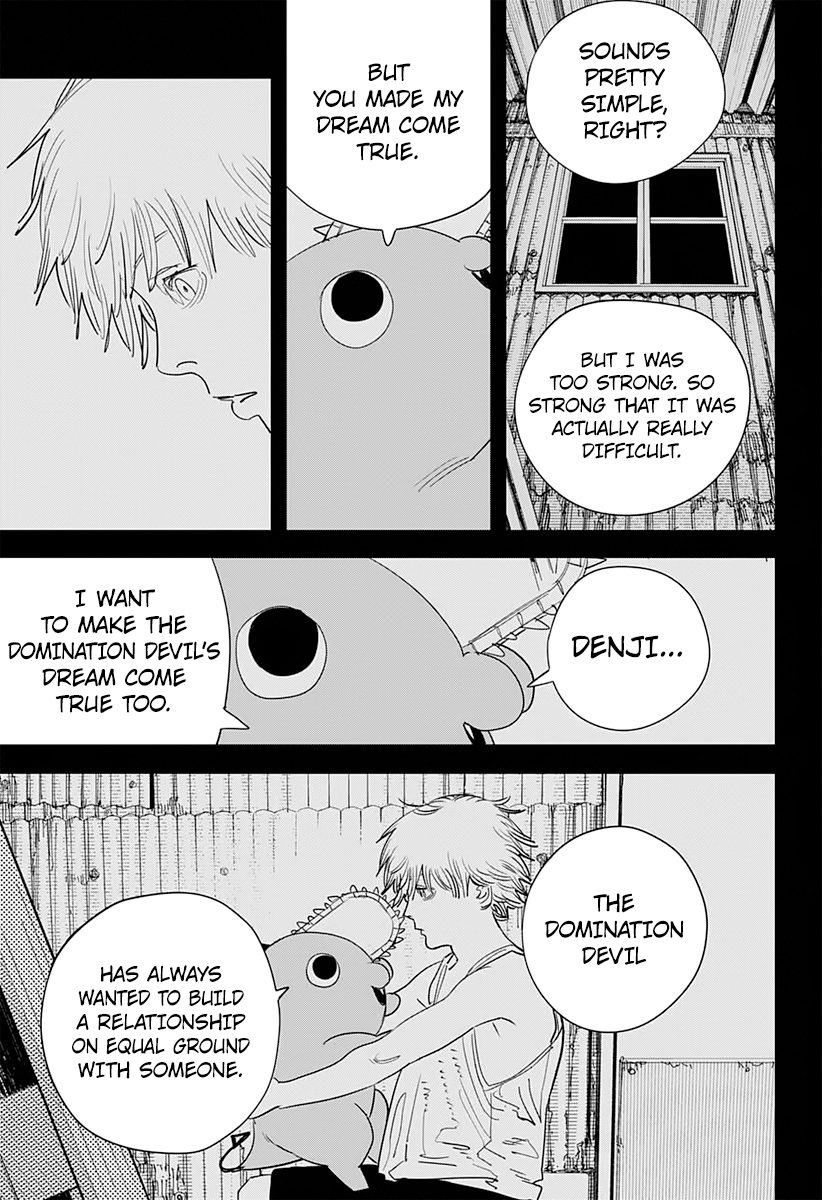 SOUNDS
PRETTY
SIMPLE,
RIGHT?
BUT I WAS
TOO STRONG. SO
STRONG THAT IT WAS
ACTUALLY REALLY
DIFFICULT.
BUT
YOU MADE MY
DREAM COME
TRUE.
DENJI...
I WANT
TO MAKE THE
DOMINATION DEVIL'S
DREAM COME
TRUE TOO.
THE
DOMINATION
DEVIL
HAS ALWAYS
WANTED TO BUILD
A RELATIONSHIP
ON EQUAL GROUND
WITH SOMEONE.